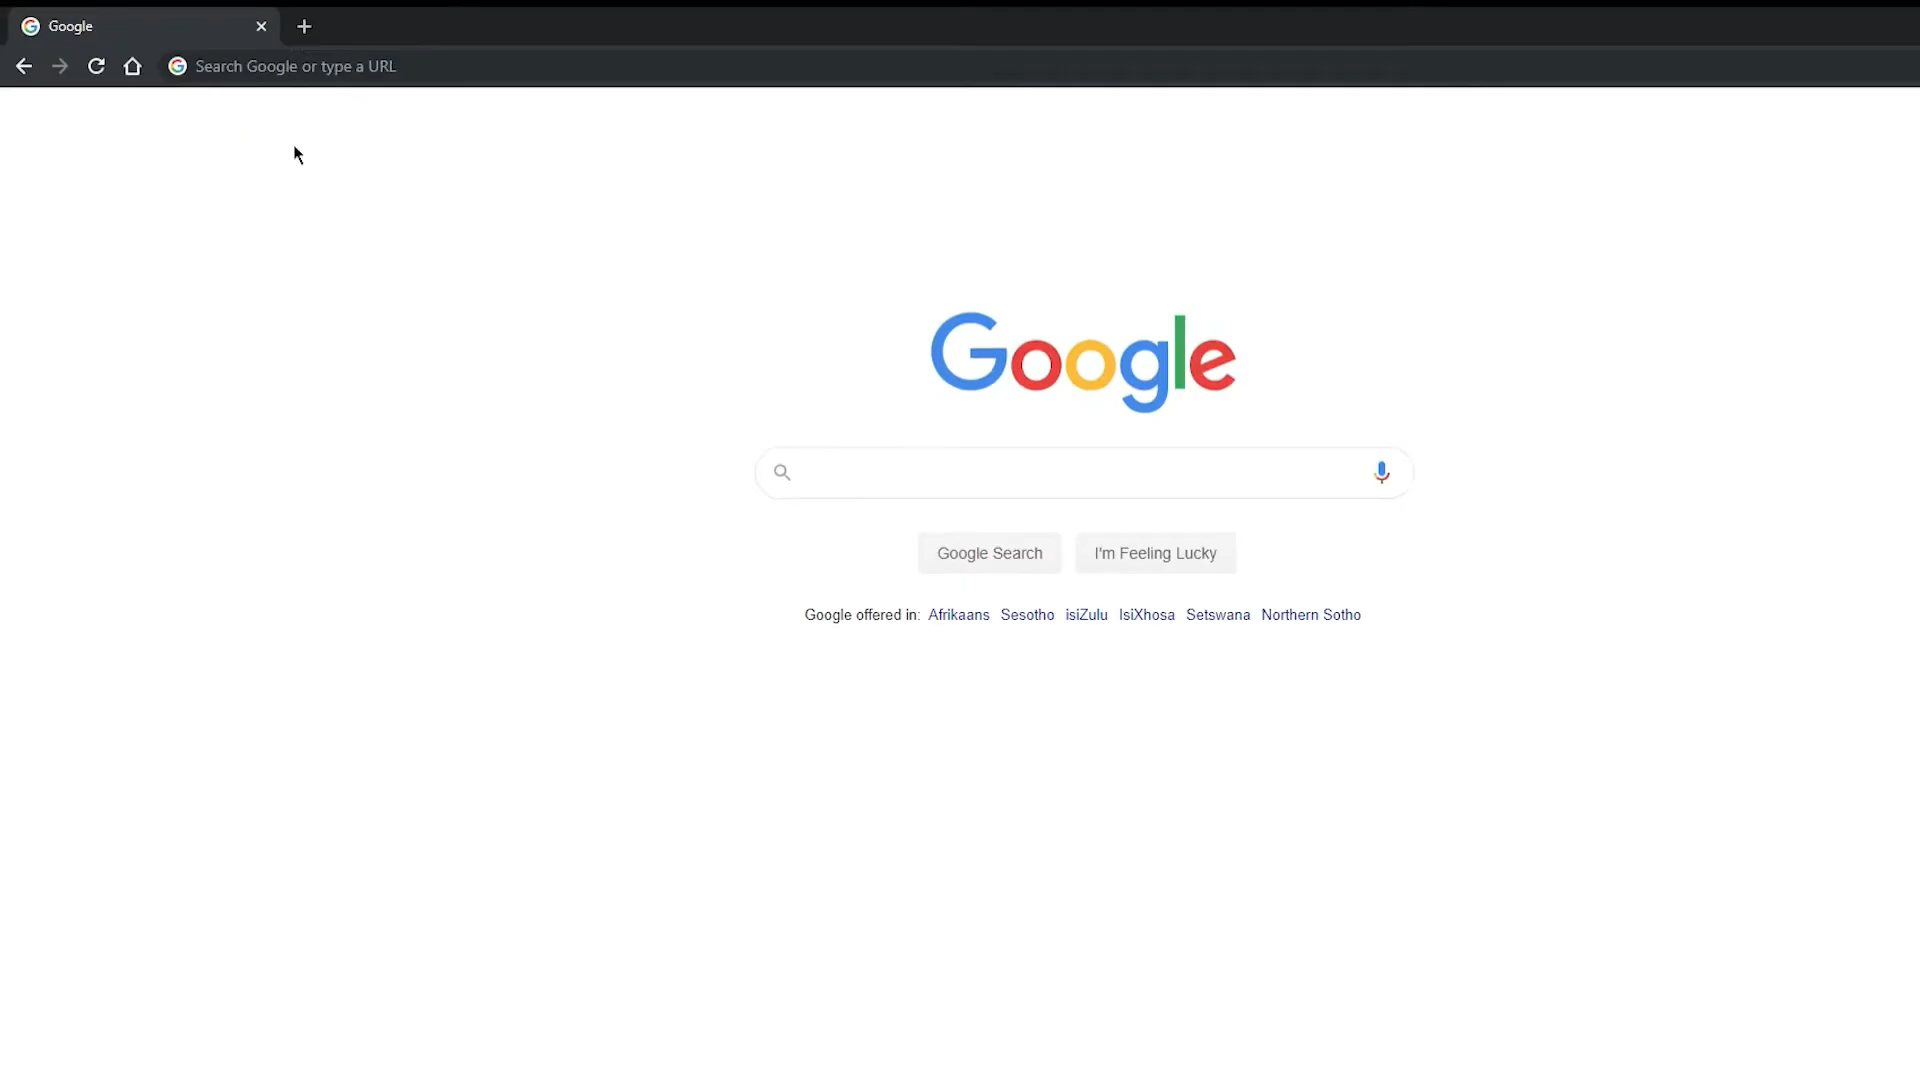 Google
Search Google or type a URL
Google
Google Search
I'm Feeling Lucky
Google offered in: Afrikaans Sesotho isiZulu IsiXhosa Setswana Northern Sotho